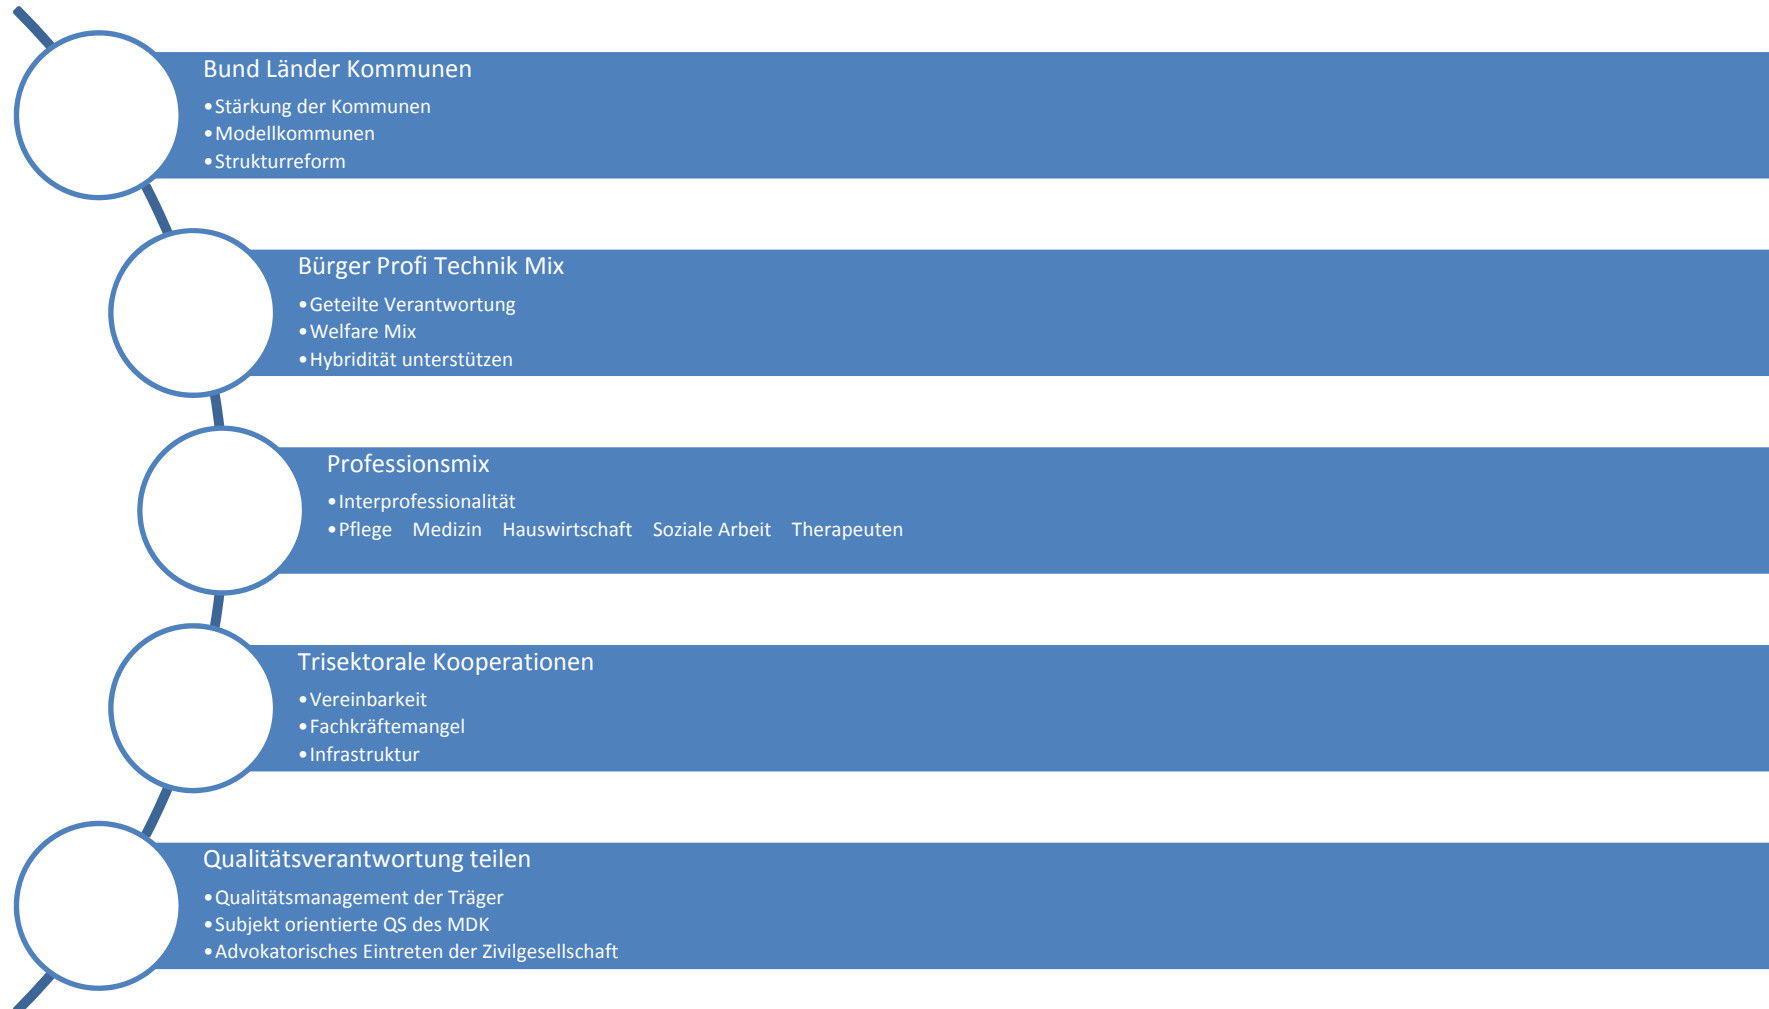 Bund Länder Kommunen
•Stärkung der Kommunen
•Modellkommunen
•Strukturreform
Bürger Profi Technik Mix
•Geteilte Verantwortung
•Welfare Mix
•Hybridität unterstützen
Professionsmix
•Interprofessionalität
•Pflege Medizin Hauswirtschaft Soziale Arbeit Therapeuten
Trisektorale Kooperationen
•Vereinbarkeit
•Fachkräftemangel
•Infrastruktur
Qualitätsverantwortung teilen
•Qualitätsmanagement der Träger
•Subjekt orientierte QS des MDK
•Advokatorisches Eintreten der Zivilgesellschaft